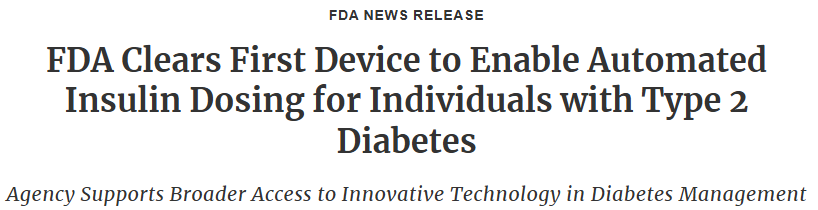 FDA NEWS RELEASE
FDA Clears First Device to Enable Automated
Insulin Dosing for Individuals with Type 2
Diabetes
Agency Supports Broader Access to Innovative Technology in Diabetes Management